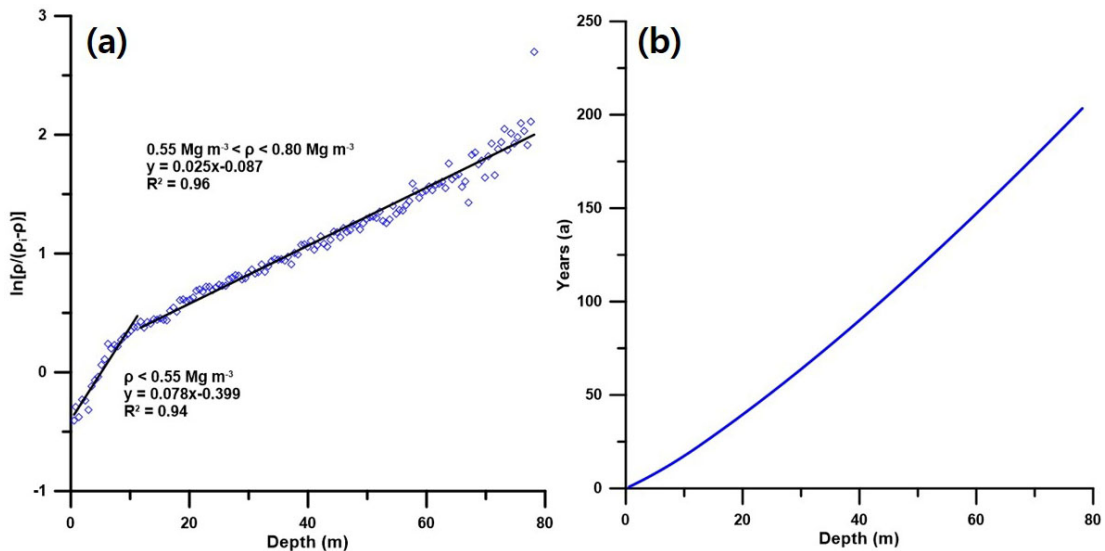 (a)
3
2
1
0
-1
ln[ρ/(ρᵢ-ρ)]
0.55 Mg m⁻³ < ρ < 0.80 Mg m⁻³
y = 0.025x-0.087
R² = 0.96
ρ < 0.55 Mg m⁻³
y = 0.078x-0.399
R² = 0.94
0 20 40 60 80
Depth (m)
(b)
250
200
150
100
50
0
Years (a)
0 20 40 60 80
Depth (m)